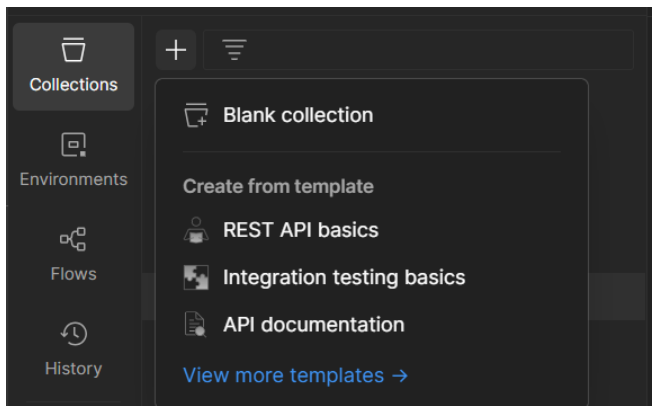 Collections
Blank collection
Environments
Create from template
REST API basics
Flows
Integration testing basics
API documentation
History
View more templates →